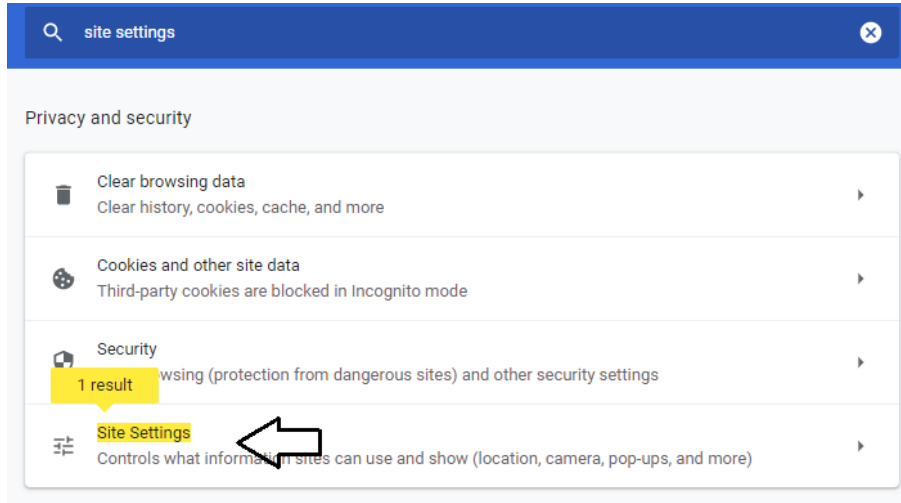 site settings
Privacy and security
Clear browsing data
Clear history, cookies, cache, and more
Cookies and other site data
Third-party cookies are blocked in Incognito mode
Security
wsing (protection from dangerous sites) and other security settings
1 result
Site Settings
Controls what information sites can use and show (location, camera, pop-ups, and more)